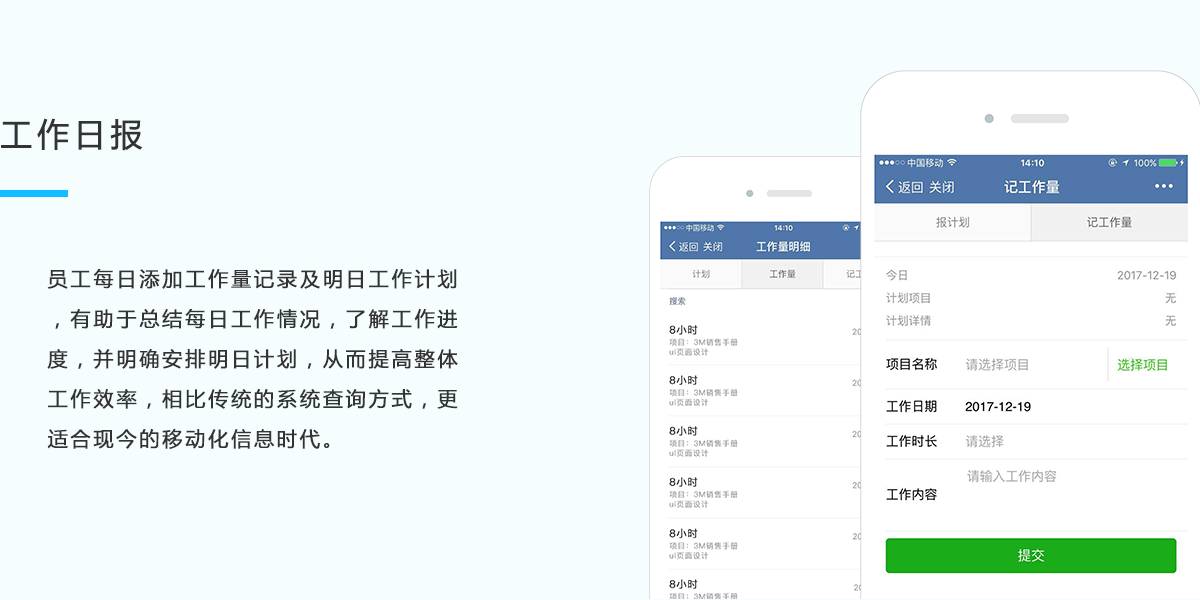 工作日报
员工每日添加工作量记录及明日工作计划
，有助于总结每日工作情况，了解工作进
度，并明确安排明日计划，从而提高整体
工作效率，相比传统的系统查询方式，更
适合现今的移动化信息时代。
中国移动 14:10
返回 关闭 工作量明细
计划 工作量 记工
搜索
8小时 20
项目：3M销售手册
ui页面设计
8小时 20
项目：3M销售手册
ui页面设计
8小时 20
项目：3M销售手册
ui页面设计
8小时 20
项目：3M销售手册
ui页面设计
8小时 20
项目：3M销售手册
ui页面设计
8小时 20
项目：3M销售手册
中国移动 14:10 100%
返回 关闭 记工作量
报计划 记工作量
今日 2017-12-19
计划项目 无
计划详情 无
项目名称 请选择项目 选择项目
工作日期 2017-12-19
工作时长 请选择
请输入工作内容
工作内容
提交